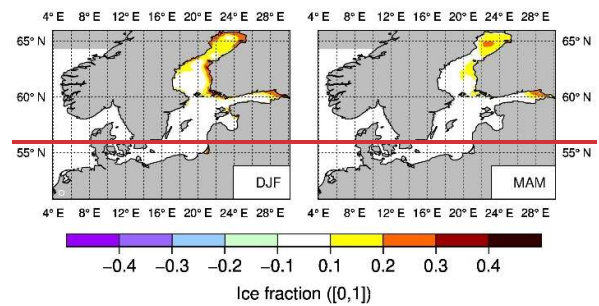 4° E 8° E 12° E 16° E 20° E 24° E 28° E 4° E 8° E 12° E 16° E 20° E 24° E 28° E
65° N 65° N
60° N 60° N
55° N 55° N
DJF MAM
4° E 8° E 12° E 16° E 20° E 24° E 28° E 4° E 8° E 12° E 16° E 20° E 24° E 28° E
−0.4 −0.3 −0.2 −0.1 0.1 0.2 0.3 0.4
Ice fraction ([0,1])